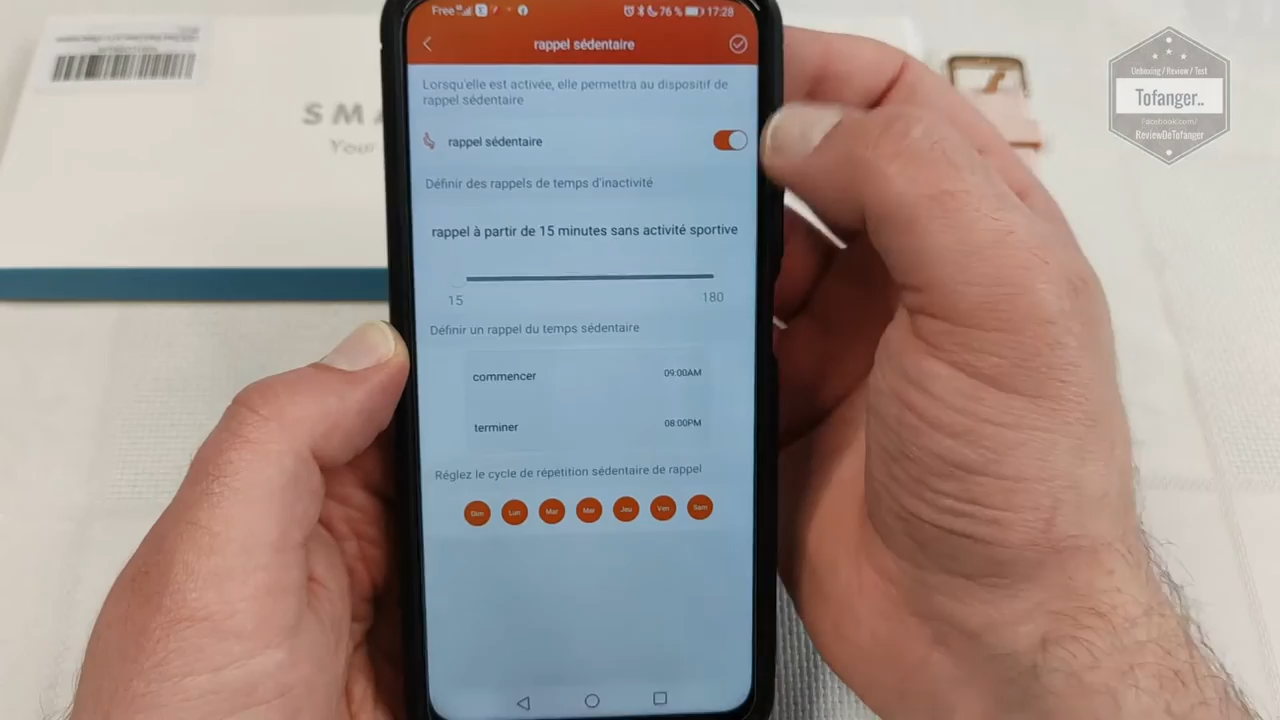 Free 76 % 17:28
rappel sédentaire
Lorsqu'elle est activée, elle permettra au dispositif de
rappel sédentaire
rappel sédentaire
Définir des rappels de temps d'inactivité
rappel à partir de 15 minutes sans activité sportive
15 180
Définir un rappel du temps sédentaire
commencer 09:00AM
terminer 08:00PM
Réglez le cycle de répetition sédentaire de rappel
Dim Lun Mar Mer Jeu Ven Sam
SMA
Your
Unboxing / Review / Test
Tofanger..
Facebook.com/
ReviewDeTofanger